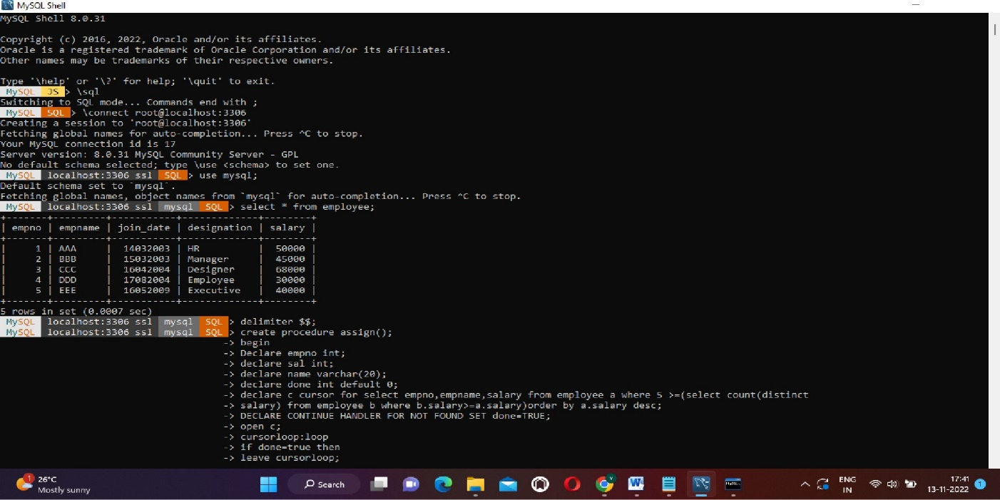 MySQL Shell
MySQL Shell 8.0.31
Copyright (c) 2016, 2022, Oracle and/or its affiliates.
Oracle is a registered trademark of Oracle Corporation and/or its affiliates.
Other names may be trademarks of their respective owners.
Type '\help' or '\?' for help; '\quit' to exit.
MySQL JS > \sql
Switching to SQL mode... Commands end with ;
MySQL SQL > \connect root@localhost:3306
Creating a session to 'root@localhost:3306'
Fetching global names for auto-completion... Press ^C to stop.
Your MySQL connection id is 17
Server version: 8.0.31 MySQL Community Server - GPL
No default schema selected; type \use <schema> to set one.
MySQL localhost:3306 ssl SQL > use mysql;
Default schema set to `mysql`.
Fetching global names, object names from `mysql` for auto-completion... Press ^C to stop.
MySQL localhost:3306 ssl mysql SQL > select * from employee;
+-------+---------+-----------+-------------+--------+
| empno | empname | join_date | designation | salary |
+-------+---------+-----------+-------------+--------+
| 1 | AAA | 14032003 | HR | 50000 |
| 2 | BBB | 15032003 | Manager | 45000 |
| 3 | CCC | 16042004 | Designer | 68000 |
| 4 | DDD | 17082004 | Employee | 30000 |
| 5 | EEE | 16052009 | Executive | 40000 |
+-------+---------+-----------+-------------+--------+
5 rows in set (0.0007 sec)
MySQL localhost:3306 ssl mysql SQL > delimiter $$;
MySQL localhost:3306 ssl mysql SQL > create procedure assign();
-> begin
-> Declare empno int;
-> declare sal int;
-> declare name varchar(20);
-> declare done int default 0;
-> declare c cursor for select empno,empname,salary from employee a where 5 >=(select count(distinct
-> salary) from employee b where b.salary>=a.salary)order by a.salary desc;
-> DECLARE CONTINUE HANDLER FOR NOT FOUND SET done=TRUE;
-> open c;
-> cursorloop:loop
-> if done=true then
-> leave cursorloop;
1
26°C
Mostly sunny
Search
V
W
ENG
IN
17:41
13-11-2022
1